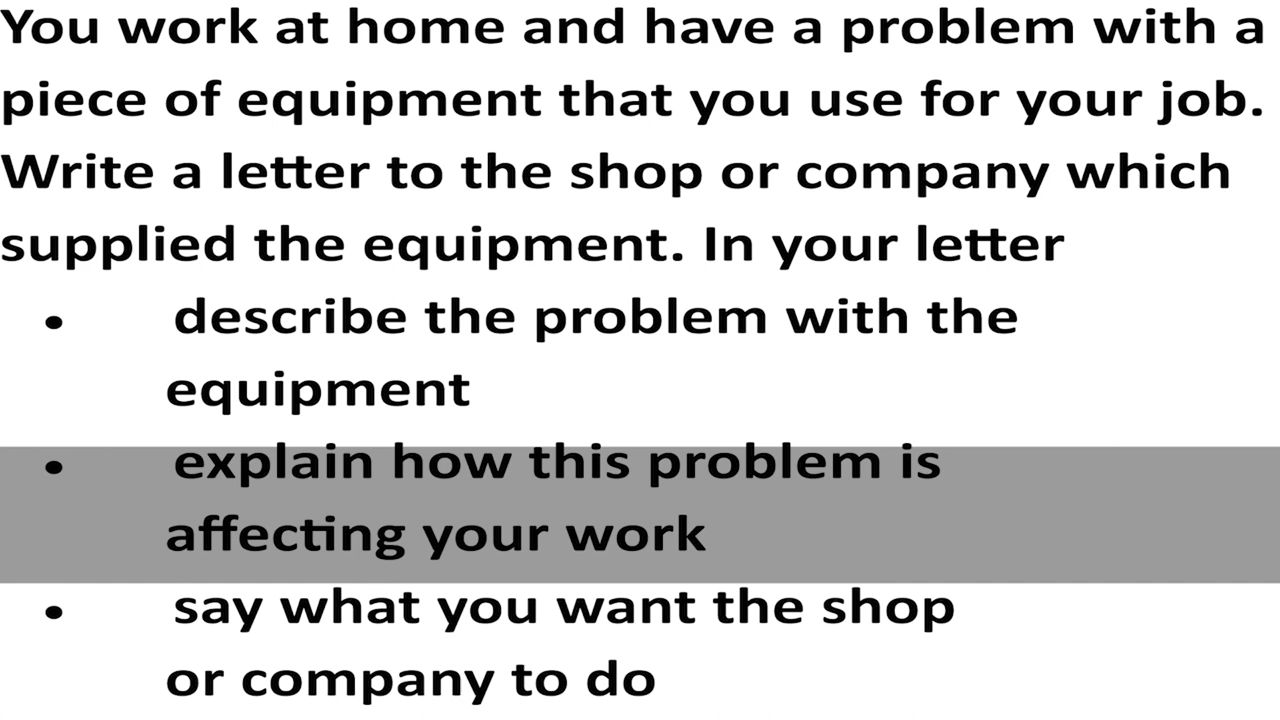 You work at home and have a problem with a
piece of equipment that you use for your job.
Write a letter to the shop or company which
supplied the equipment. In your letter
• describe the problem with the
equipment
• explain how this problem is
affecting your work
• say what you want the shop
or company to do